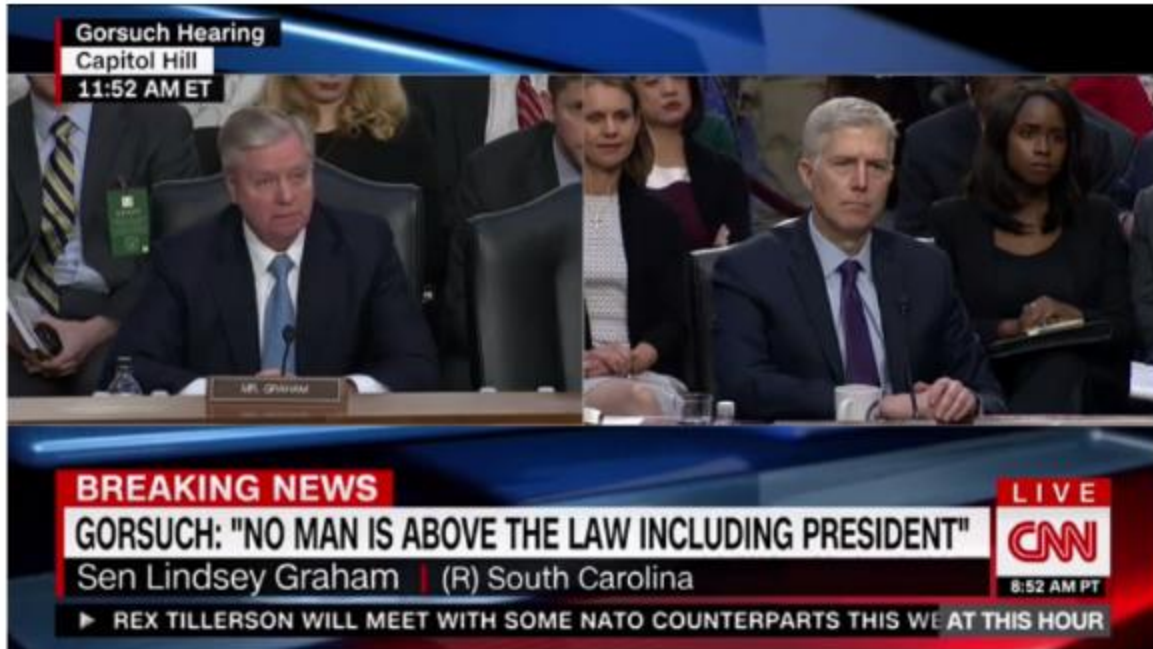 Gorsuch Hearing
Capitol Hill
11:52 AM ET
MR. GRAHAM
BREAKING NEWS
GORSUCH: "NO MAN IS ABOVE THE LAW INCLUDING PRESIDENT"
Sen Lindsey Graham | (R) South Carolina
LIVE
CNN
8:52 AM PT
REX TILLERSON WILL MEET WITH SOME NATO COUNTERPARTS THIS WE
AT THIS HOUR